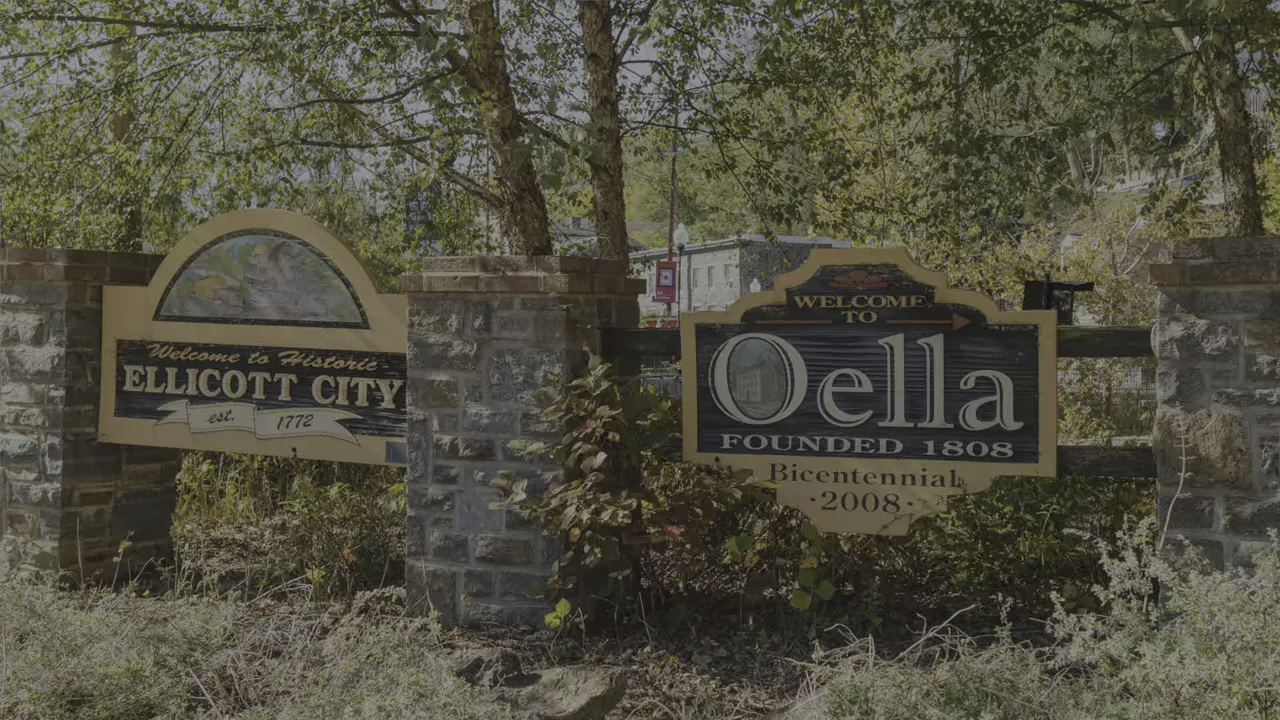 Welcome to Historic
ELLICOTT CITY
est. 1772
WELCOME
TO
Oella
FOUNDED 1808
Bicentennial
·2008·